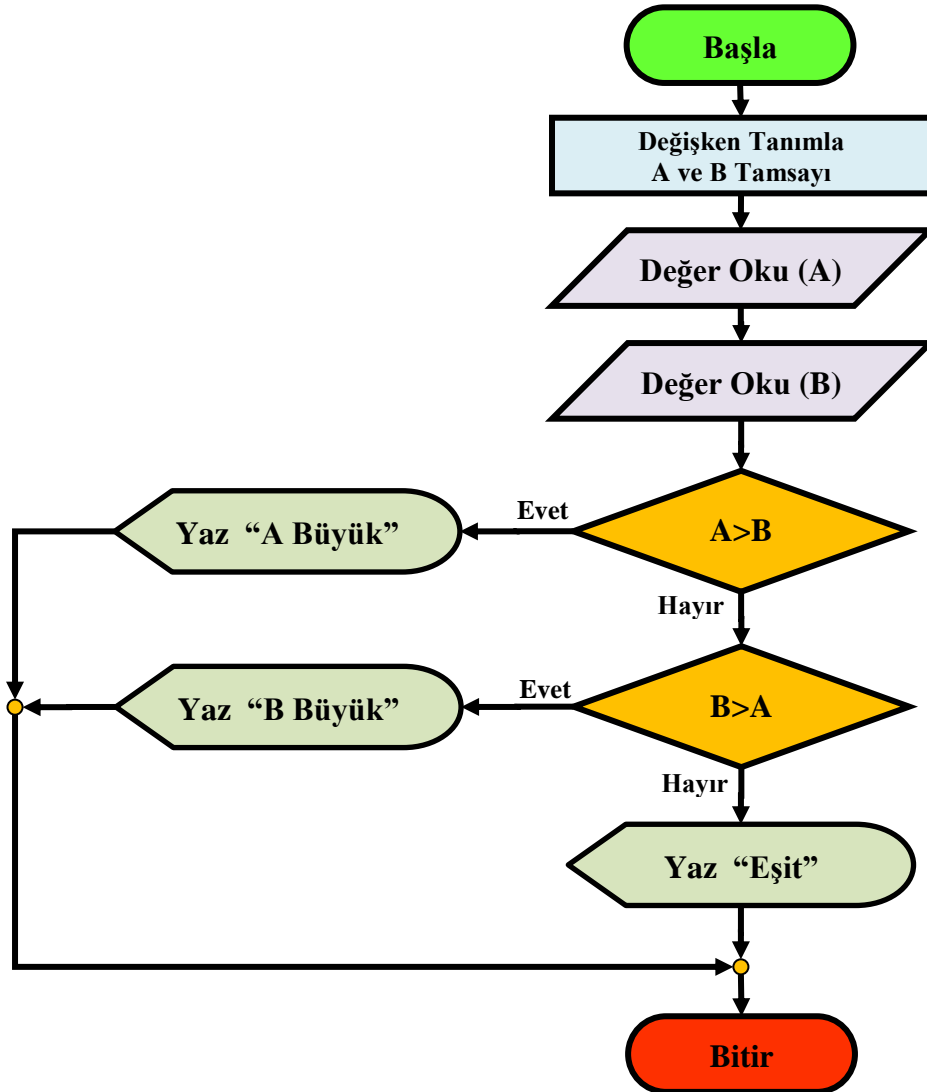 Başla
Değişken Tanımla
A ve B Tamsayı
Değer Oku (A)
Değer Oku (B)
A>B
Evet
Yaz “A Büyük”
Hayır
B>A
Evet
Yaz “B Büyük”
Hayır
Yaz “Eşit”
Bitir